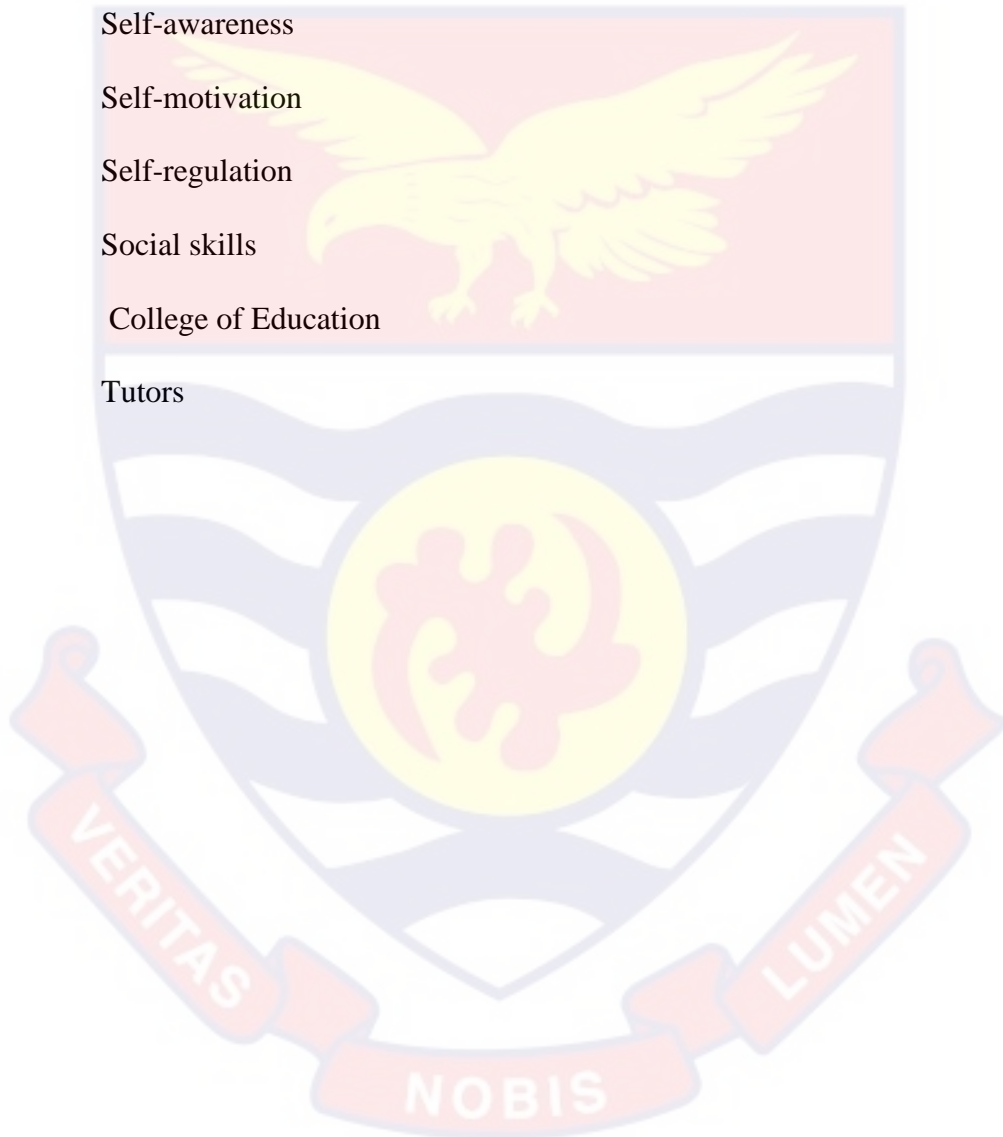 Self-awareness
Self-motivation
Self-regulation
Social skills
College of Education
Tutors
VERITAS
NOBIS
LUMEN